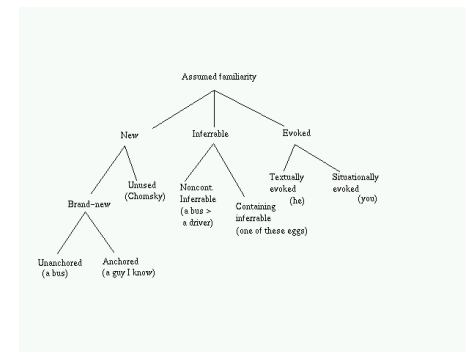 Assumed familiarity
New
Inferrable
Evoked
Brand-new
Unused
(Chomsky)
Noncont.
Inferrable
(a bus >
a driver)
Containing
inferrable
(one of these eggs)
Textually
evoked
(he)
Situationally
evoked
(you)
Unanchored
(a bus)
Anchored
(a guy I know)